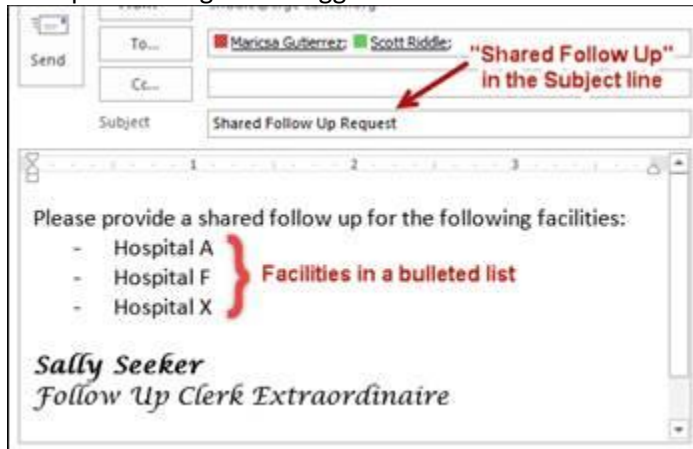 To...
Maricsa Gutierrez; Scott Riddle;
Send
"Shared Follow Up"
in the Subject line
Cc...
Subject
Shared Follow Up Request
1 2 3
Please provide a shared follow up for the following facilities:
- Hospital A
- Hospital F
- Hospital X
Facilities in a bulleted list
Sally Seeker
Follow Up Clerk Extraordinaire